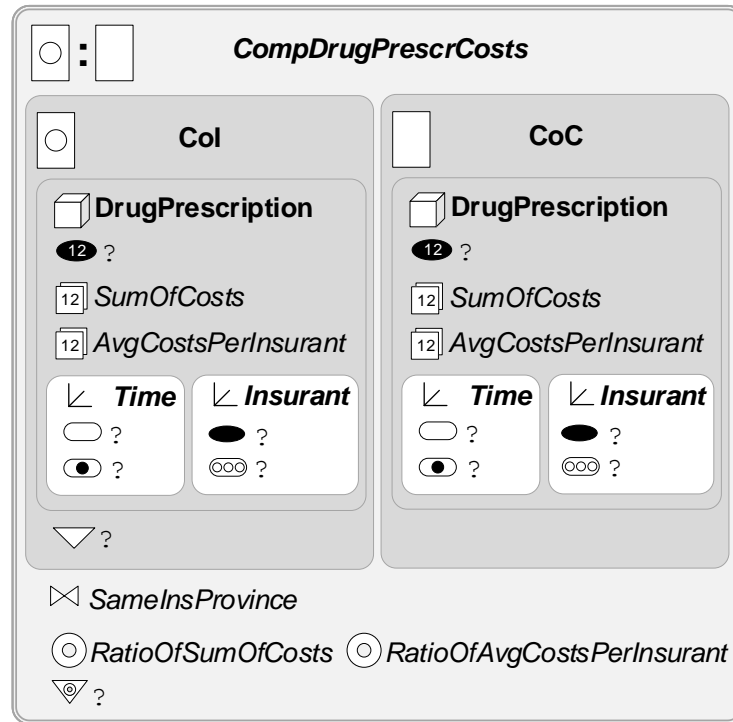 : CompDrugPrescrCosts
CoI
DrugPrescription
12 ?
12 SumOfCosts
12 AvgCostsPerInsurant
Time
?
?
Insurant
?
?
?
CoC
DrugPrescription
12 ?
12 SumOfCosts
12 AvgCostsPerInsurant
Time
?
?
Insurant
?
?
SameInsProvince
RatioOfSumOfCosts RatioOfAvgCostsPerInsurant
?